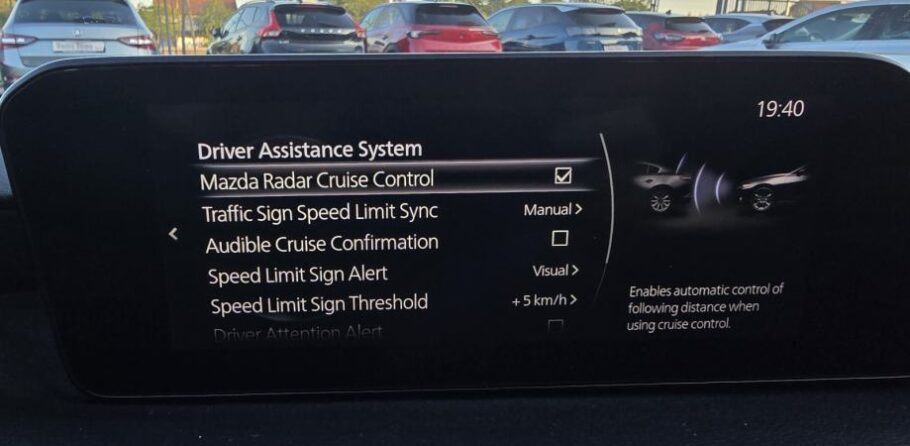 19:40
Driver Assistance System
Mazda Radar Cruise Control
Traffic Sign Speed Limit Sync Manual >
Audible Cruise Confirmation
Speed Limit Sign Alert Visual >
Speed Limit Sign Threshold +5 km/h >
Driver Attention Alert
Enables automatic control of
following distance when
using cruise control.